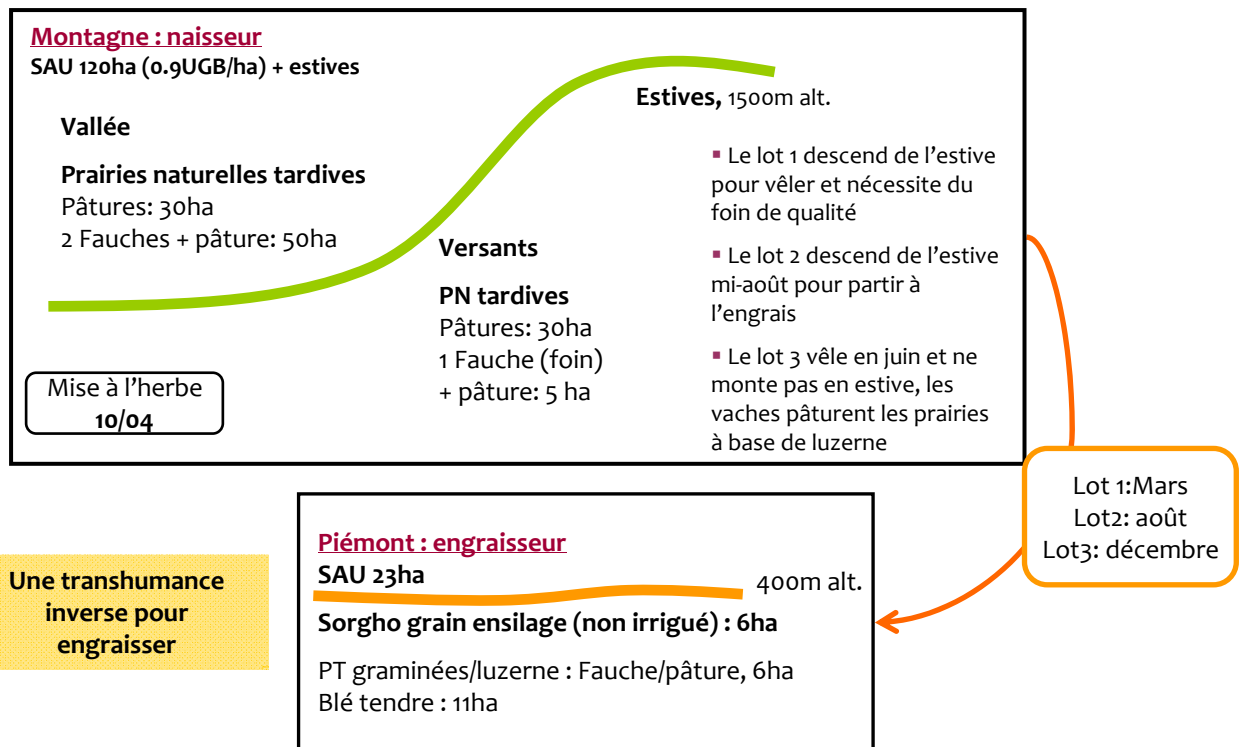 Montagne : naisseur
SAU 120ha (0.9UGB/ha) + estives
Vallée
Prairies naturelles tardives
Pâtures: 30ha
2 Fauches + pâture: 50ha
Mise à l'herbe
10/04
Versants
PN tardives
Pâtures: 30ha
1 Fauche (foin)
+ pâture: 5 ha
Estives, 1500m alt.
▪ Le lot 1 descend de l'estive
pour vêler et nécessite du
foin de qualité
▪ Le lot 2 descend de l'estive
mi-août pour partir à
l'engrais
▪ Le lot 3 vêle en juin et ne
monte pas en estive, les
vaches pâturent les prairies
à base de luzerne
Lot 1:Mars
Lot2: août
Lot3: décembre
Une transhumance
inverse pour
engraisser
Piémont : engraisseur
SAU 23ha
400m alt.
Sorgho grain ensilage (non irrigué) : 6ha
PT graminées/luzerne : Fauche/pâture, 6ha
Blé tendre : 11ha